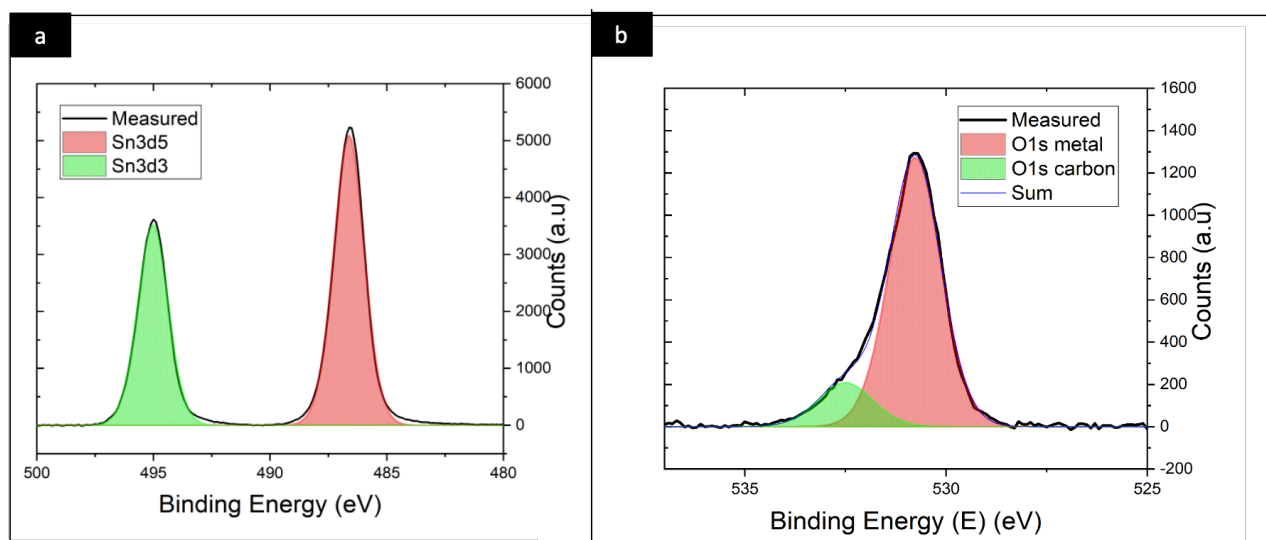 a
Measured
Sn3d5
Sn3d3
6000
5000
4000
3000
2000
1000
0
Counts (a.u)
500
495
490
485
480
Binding Energy (eV)
b
Measured
O1s metal
O1s carbon
Sum
1600
1400
1200
1000
800
600
400
200
0
-200
Counts (a.u)
535
530
525
Binding Energy (E) (eV)